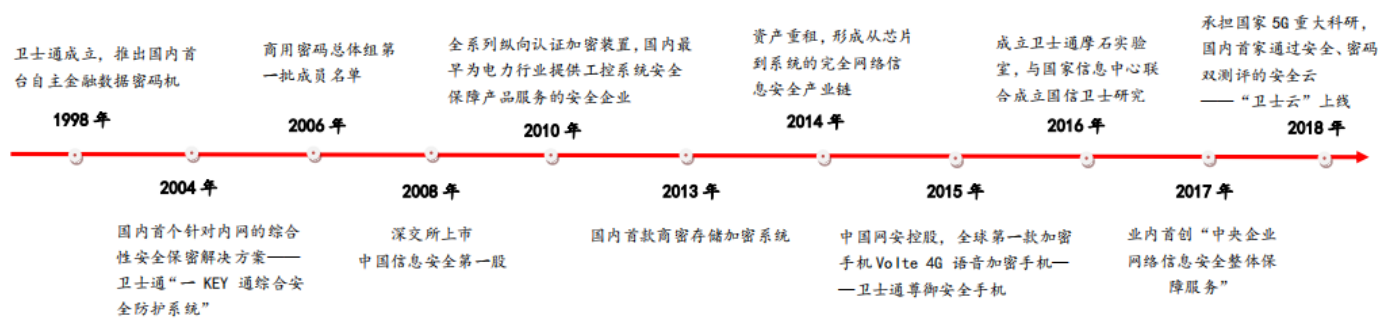 卫士通成立，推出国内首
台自主金融数据密码机
1998 年
商用密码总体组第
一批成员名单
2006 年
全系列纵向认证加密装置，国内最
早为电力行业提供工控系统安全
保障产品服务的安全企业
2010 年
资产重组，形成从芯片
到系统的完全网络信
息安全产业链
2014 年
成立卫士通摩石实验
室，与国家信息中心联
合成立国信卫士研究
2016 年
承担国家 5G 重大科研，
国内首家通过安全、密码
双测评的安全云
——“卫士云”上线
2018 年
2004 年
国内首个针对内网的综合
性安全保密解决方案——
卫士通“一 KEY 通综合安
全防护系统”
2008 年
深交所上市
中国信息安全第一股
2013 年
国内首款商密存储加密系统
2015 年
中国网安控股，全球第一款加密
手机 Volte 4G 语音加密手机—
—卫士通尊御安全手机
2017 年
业内首创“中央企业
网络信息安全整体保
障服务”